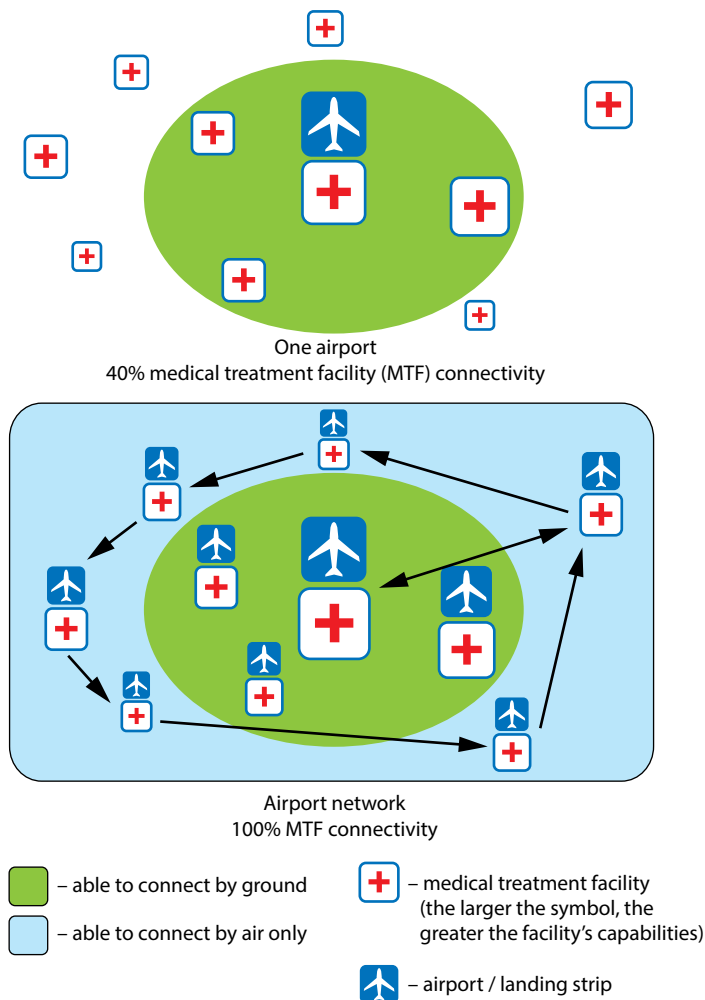 One airport
40% medical treatment facility (MTF) connectivity
Airport network
100% MTF connectivity
– able to connect by ground
– able to connect by air only
– medical treatment facility
(the larger the symbol, the
greater the facility’s capabilities)
– airport / landing strip